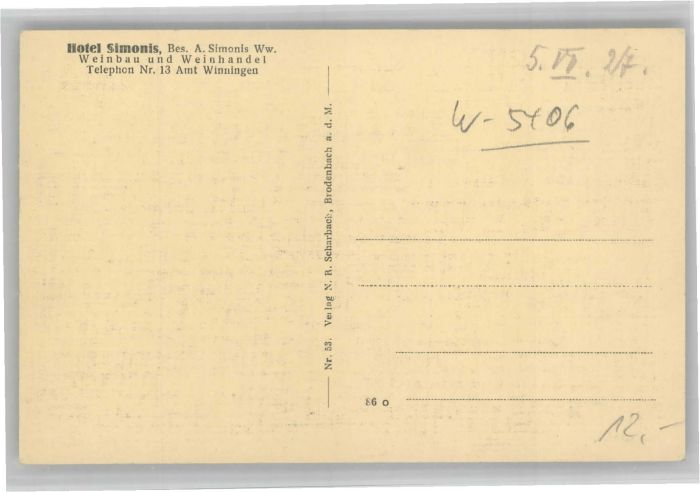 Hotel Simonis, Bes. A. Simonis Ww.
Weinbau und Weinhandel
Telephon Nr. 13 Amt Winningen
5. VI. 27.
W-5406
Nr. 53. Verlag N. R. Scharbach, Brodenbach a. d. M.
86 o
12,-